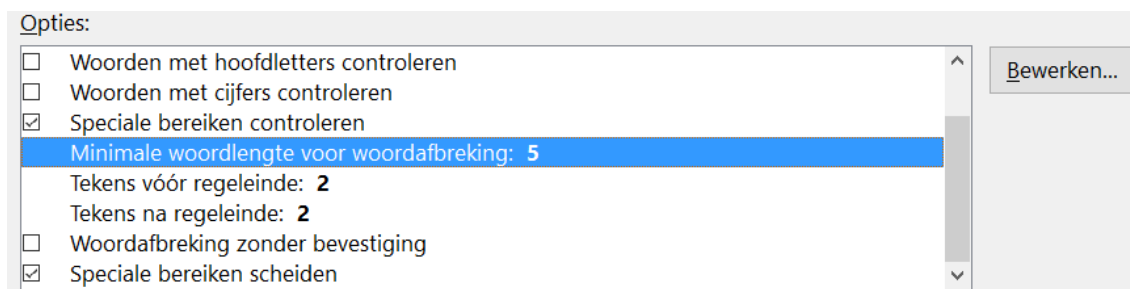 Opties:
Woorden met hoofdletters controleren
Bewerken...
Woorden met cijfers controleren
Speciale bereiken controleren
Minimale woordlengte voor woordafbreking: 5
Tekens vóór regeleinde: 2
Tekens na regeleinde: 2
Woordafbreking zonder bevestiging
Speciale bereiken scheiden